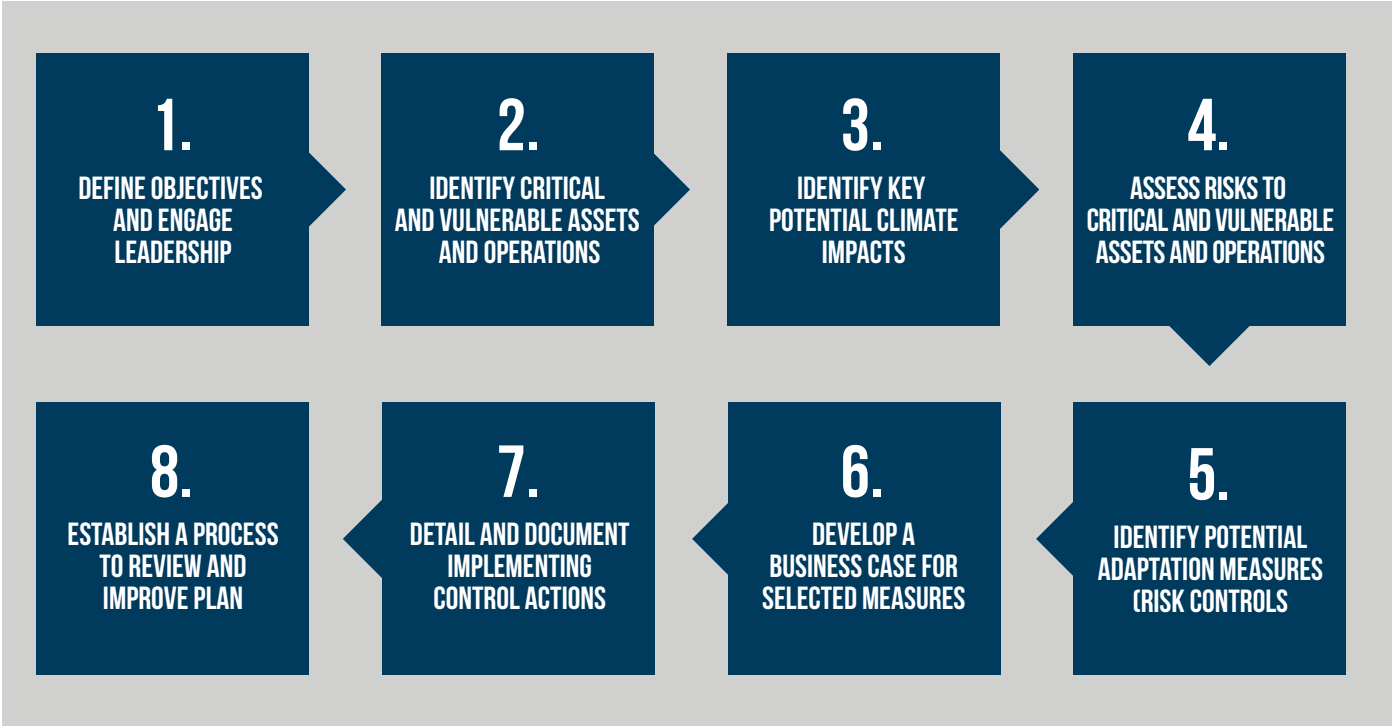 1.
DEFINE OBJECTIVES
AND ENGAGE
LEADERSHIP
2.
IDENTIFY CRITICAL
AND VULNERABLE ASSETS
AND OPERATIONS
3.
IDENTIFY KEY
POTENTIAL CLIMATE
IMPACTS
4.
ASSESS RISKS TO
CRITICAL AND VULNERABLE
ASSETS AND OPERATIONS
5.
IDENTIFY POTENTIAL
ADAPTATION MEASURES
(RISK CONTROLS
6.
DEVELOP A
BUSINESS CASE FOR
SELECTED MEASURES
7.
DETAIL AND DOCUMENT
IMPLEMENTING
CONTROL ACTIONS
8.
ESTABLISH A PROCESS
TO REVIEW AND
IMPROVE PLAN